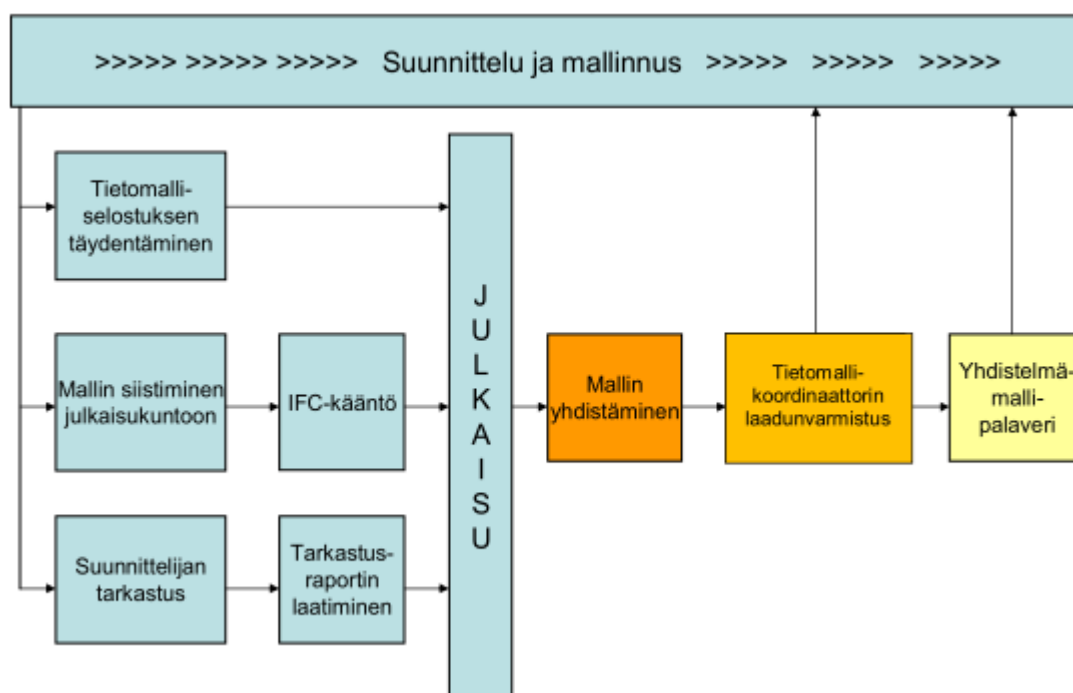 >>>>> >>>>> >>>>> Suunnittelu ja mallinnus >>>>> >>>>> >>>>>
Tietomalli-
selostuksen
täydentäminen
Mallin siistiminen
julkaisukuntoon
IFC-kääntö
Suunnittelijan
tarkastus
Tarkastus-
raportin
laatiminen
J
U
L
K
A
I
S
U
Mallin
yhdistäminen
Tietomalli-
koordinaattorin
laadunvarmistus
Yhdistelmä-
malli-
palaveri